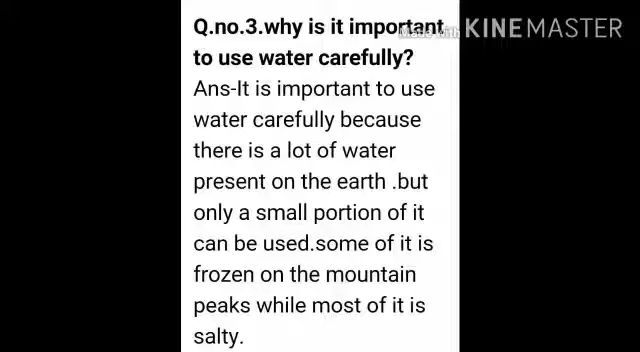 Q.no.3.why is it important
to use water carefully?
Ans-It is important to use
water carefully because
there is a lot of water
present on the earth .but
only a small portion of it
can be used.some of it is
frozen on the mountain
peaks while most of it is
salty.
Made with KINEMASTER